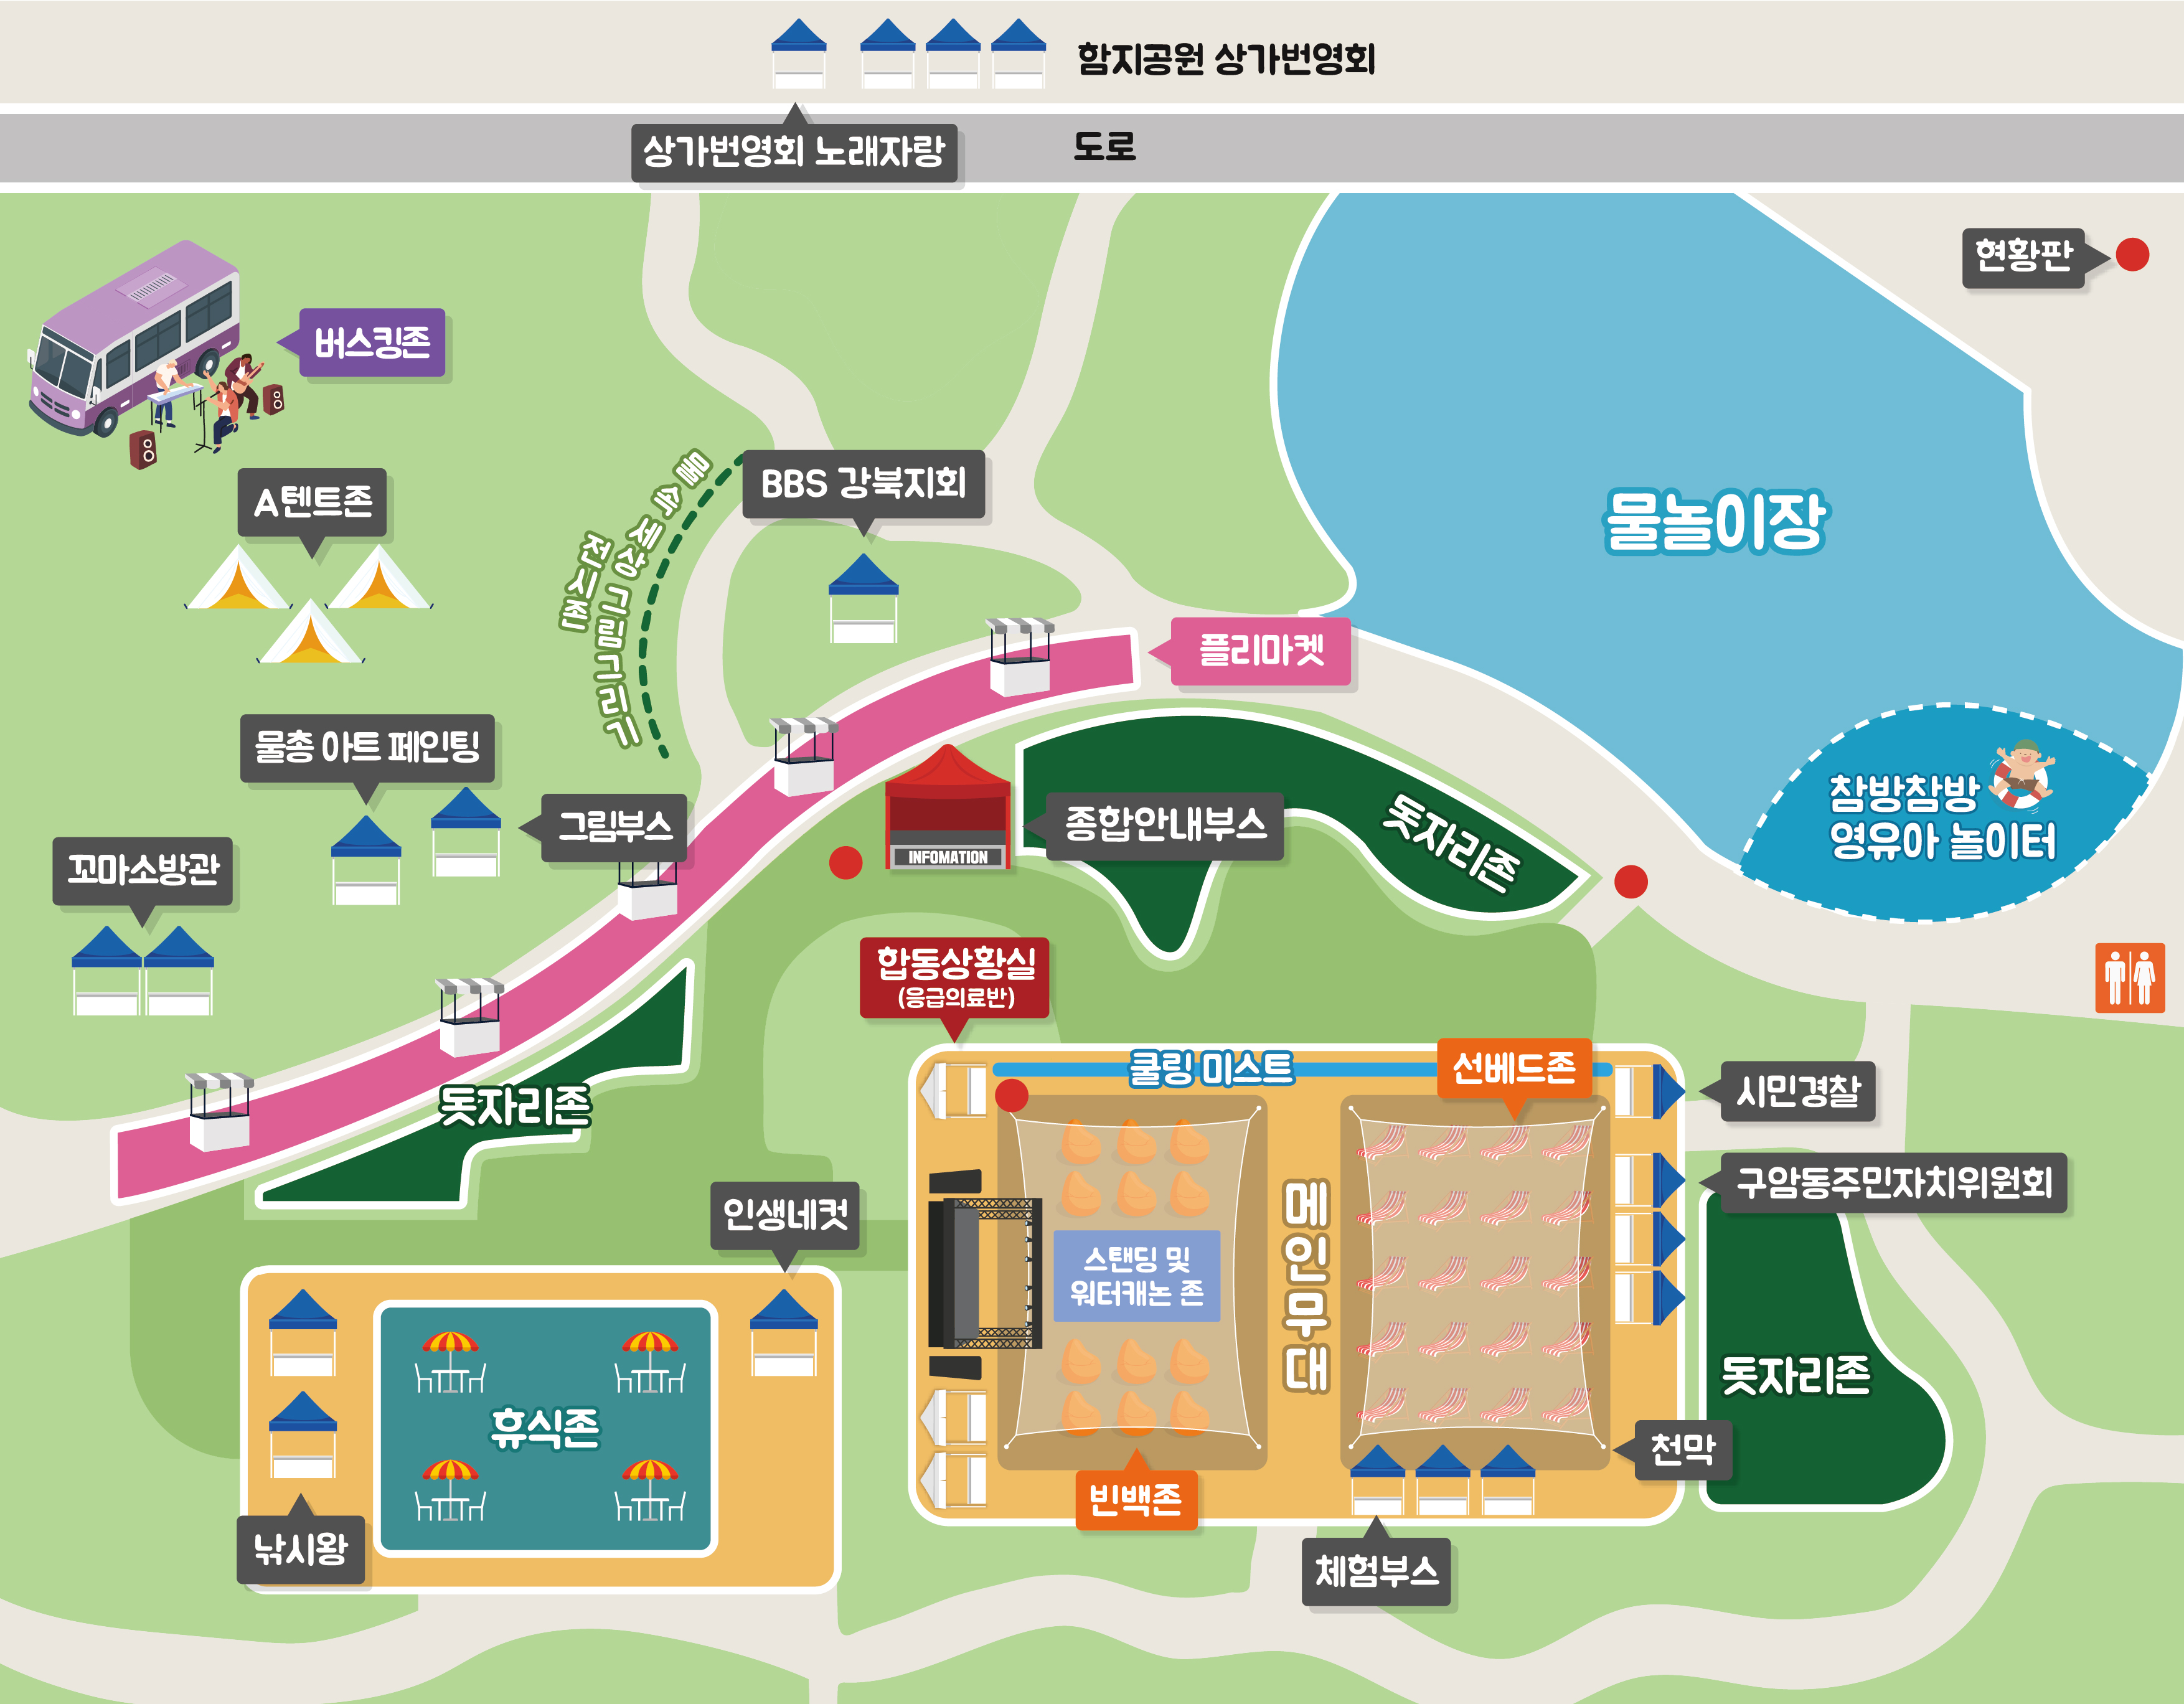 함지공원 상가번영회
상가번영회 노래자랑
도로
현황판
버스킹존
A텐트존
물속세상 그림그리기
전시존
BBS 강북지회
물놀이장
플리마켓
물총 아트 페인팅
그림부스
종합안내부스
INFOMATION
돗자리존
참방참방
영유아 놀이터
꼬마소방관
합동상황실
(응급의료반)
쿨링 미스트
선베드존
시민경찰
돗자리존
구암동주민자치위원회
인생네컷
스탠딩 및
워터캐논 존
메인무대
돗자리존
휴식존
천막
빈백존
낚시왕
체험부스